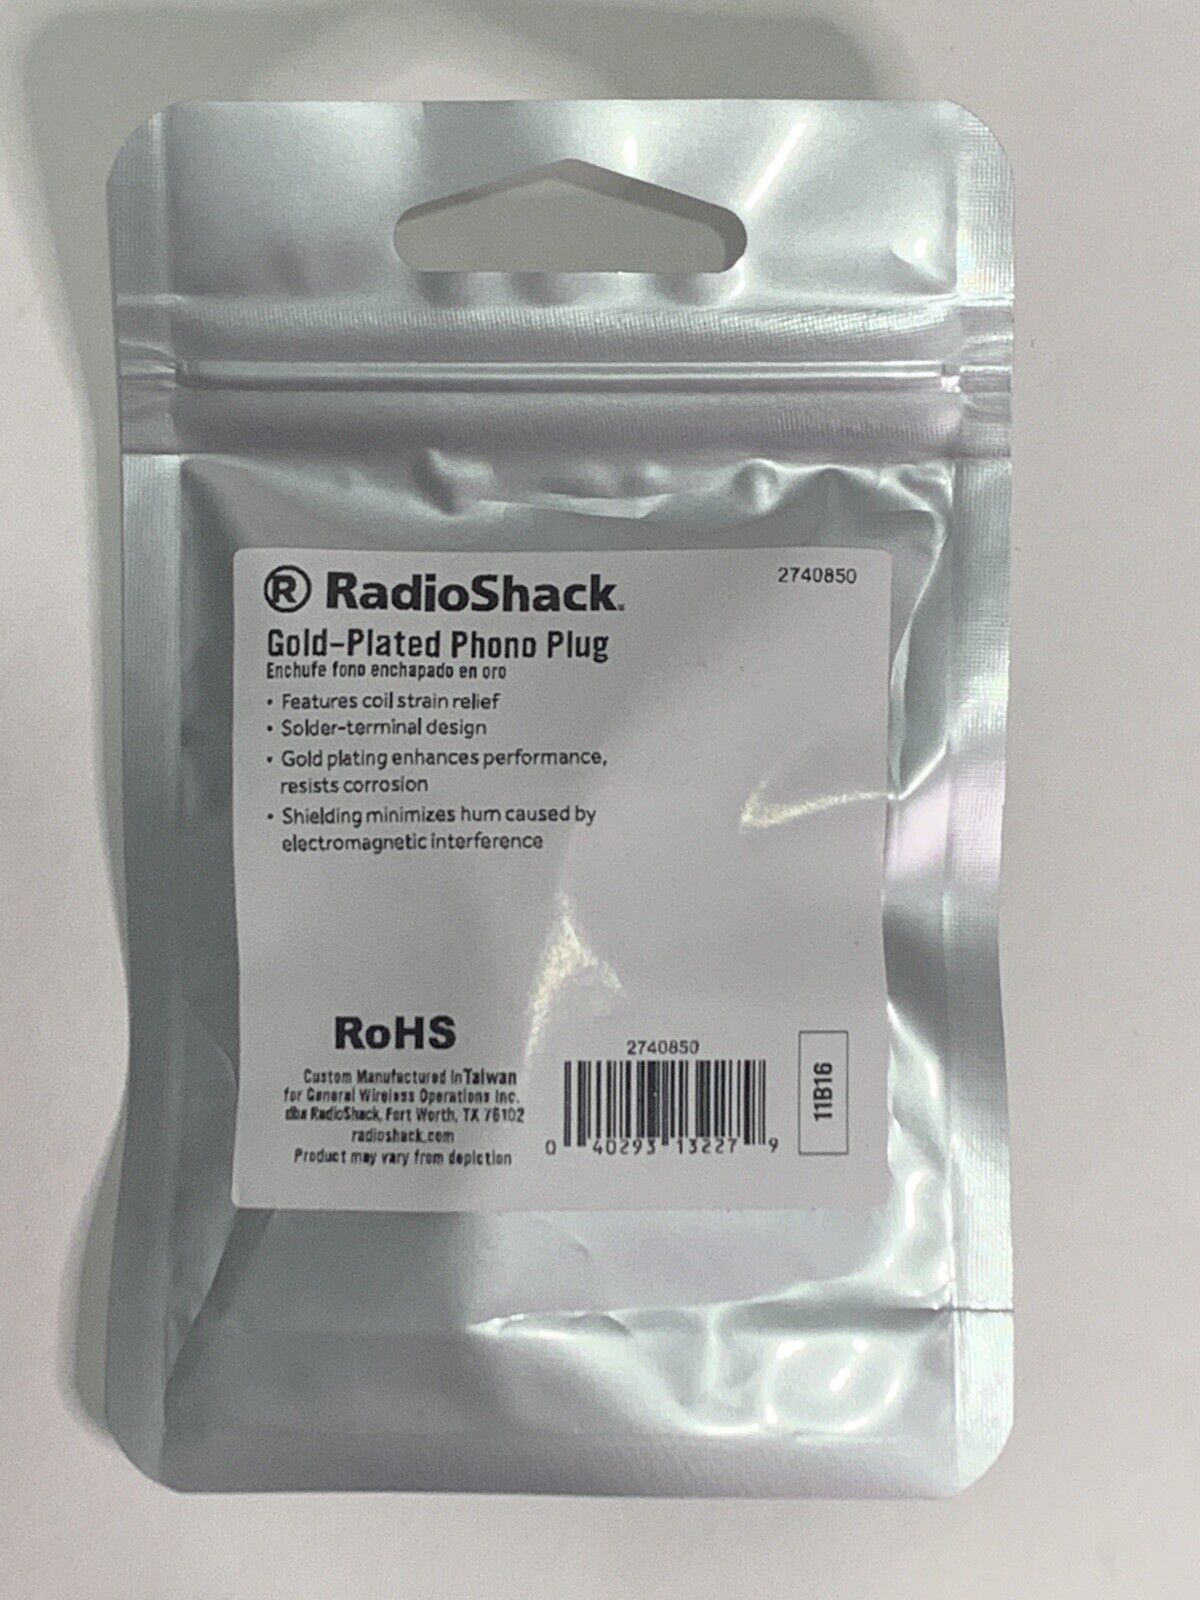 ® RadioShack.
2740850
Gold-Plated Phono Plug
Enchufe fono enchapado en oro
• Features coil strain relief
• Solder-terminal design
• Gold plating enhances performance,
resists corrosion
• Shielding minimizes hum caused by
electromagnetic interference
RoHS
Custom Manufactured in Taiwan
for General Wireless Operations Inc.
dba RadioShack, Fort Worth, TX 76102
radioshack.com
Product may vary from depiction
2740850
0 40293 13227 9
11B16